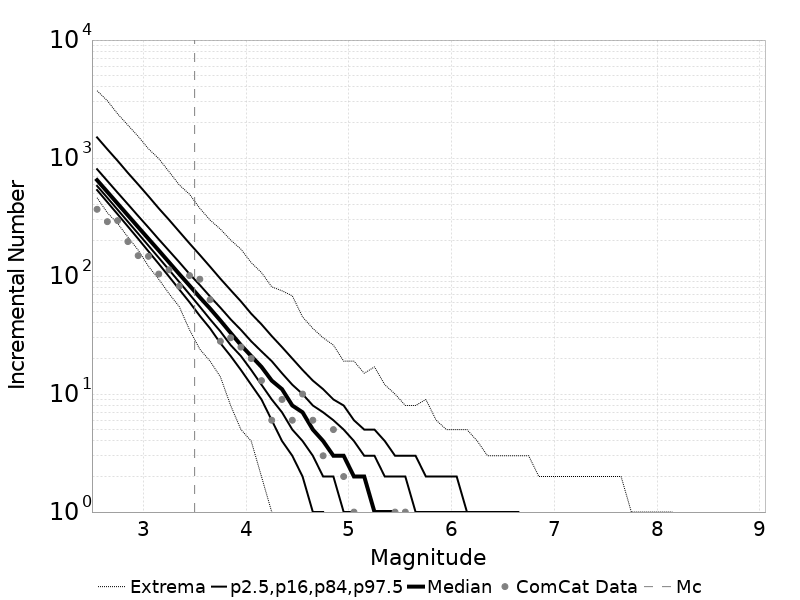 10^4
10^3
10^2
10^1
10^0
Incremental Number
3 4 5 6 7 8 9
Magnitude
Extrema p2.5,p16,p84,p97.5 Median ComCat Data Mc